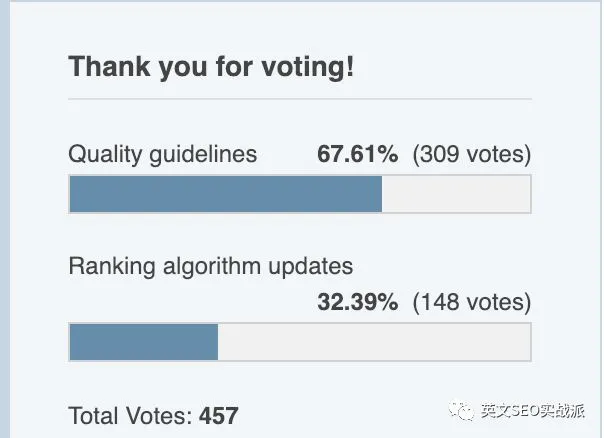 Thank you for voting!
Quality guidelines 67.61% (309 votes)
Ranking algorithm updates
32.39% (148 votes)
Total Votes: 457
英文SEO实战派